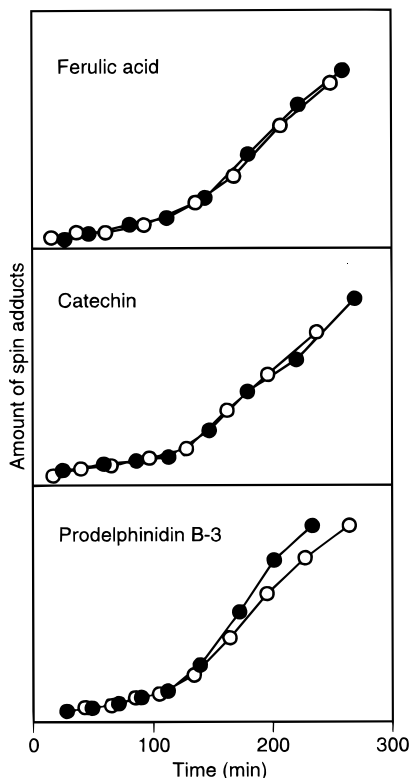 Ferulic acid
Catechin
Prodelphinidin B-3
Amount of spin adducts
0 100 200 300
Time (min)